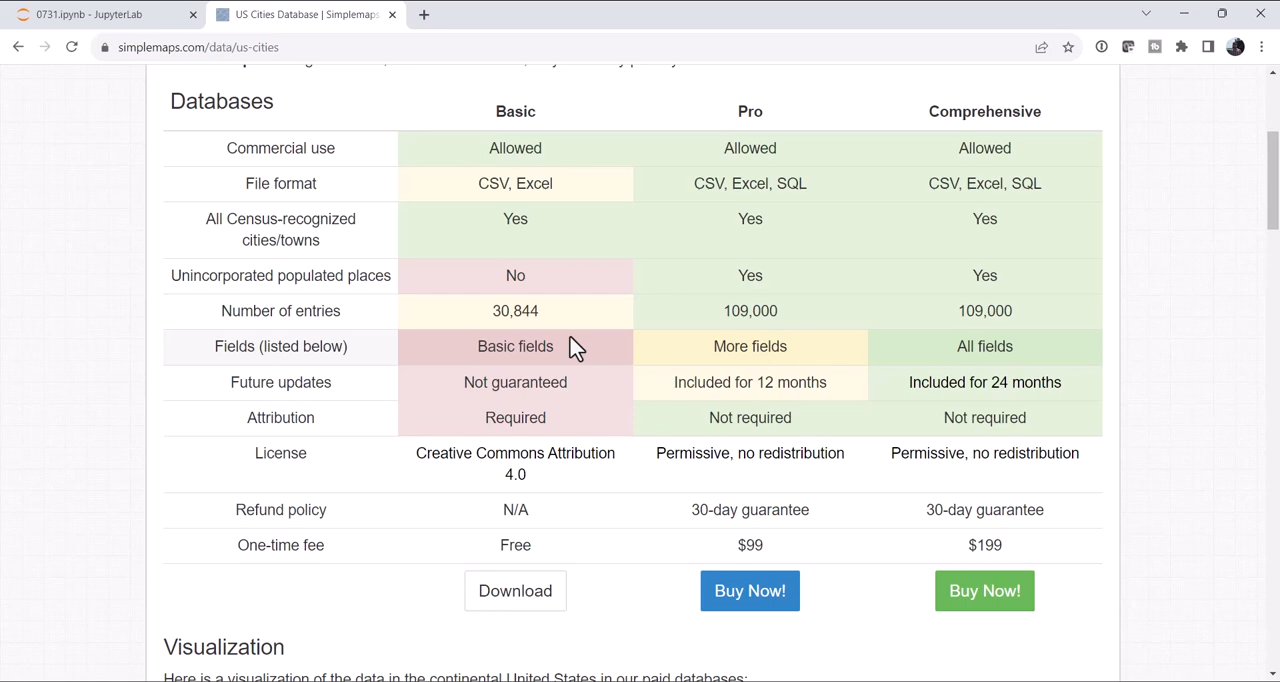 0731.ipynb - JupyterLab
US Cities Database | Simplemaps
simplemaps.com/data/us-cities
Databases Basic Pro Comprehensive
Commercial use Allowed Allowed Allowed
File format CSV, Excel CSV, Excel, SQL CSV, Excel, SQL
All Census-recognized Yes Yes Yes
cities/towns
Unincorporated populated places No Yes Yes
Number of entries 30,844 109,000 109,000
Fields (listed below) Basic fields More fields All fields
Future updates Not guaranteed Included for 12 months Included for 24 months
Attribution Required Not required Not required
License Creative Commons Attribution Permissive, no redistribution Permissive, no redistribution
4.0
Refund policy N/A 30-day guarantee 30-day guarantee
One-time fee Free $99 $199
Download Buy Now! Buy Now!
Visualization
Here is a visualization of the data in the continental United States in our paid databases: